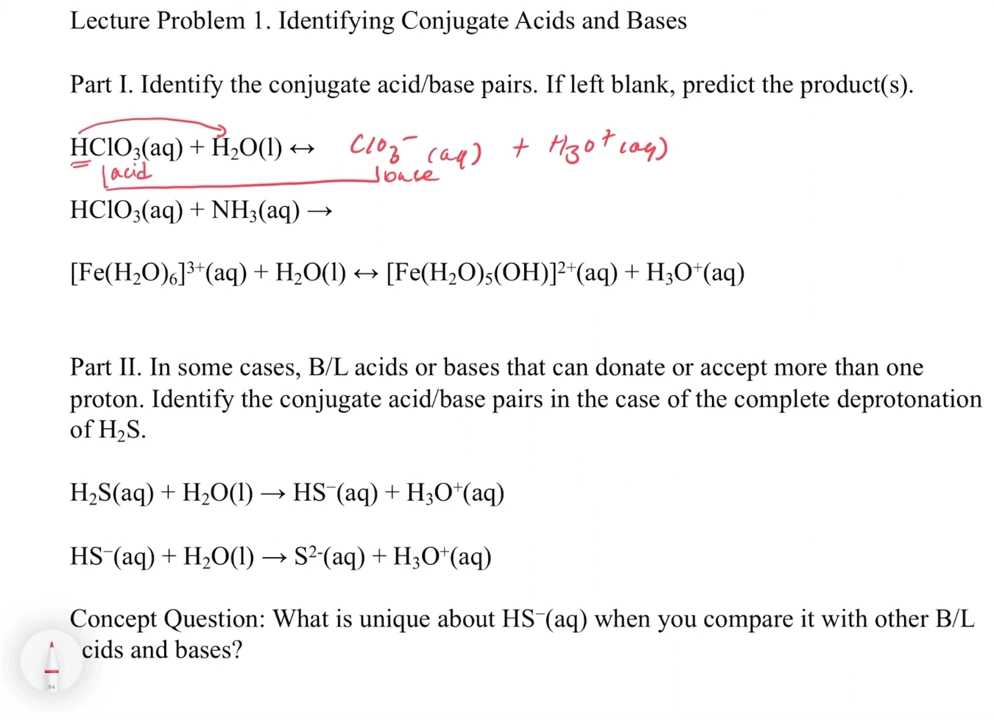 Lecture Problem 1. Identifying Conjugate Acids and Bases
Part I. Identify the conjugate acid/base pairs. If left blank, predict the product(s).
HClO₃(aq) + H₂O(l) ↔ ClO₃⁻ (aq) + H₃O⁺ (aq)
acid base
HClO₃(aq) + NH₃(aq) →
[Fe(H₂O)₆]³⁺(aq) + H₂O(l) ↔ [Fe(H₂O)₅(OH)]²⁺(aq) + H₃O⁺(aq)
Part II. In some cases, B/L acids or bases that can donate or accept more than one
proton. Identify the conjugate acid/base pairs in the case of the complete deprotonation
of H₂S.
H₂S(aq) + H₂O(l) → HS⁻(aq) + H₃O⁺(aq)
HS⁻(aq) + H₂O(l) → S²⁻(aq) + H₃O⁺(aq)
Concept Question: What is unique about HS⁻(aq) when you compare it with other B/L
cids and bases?